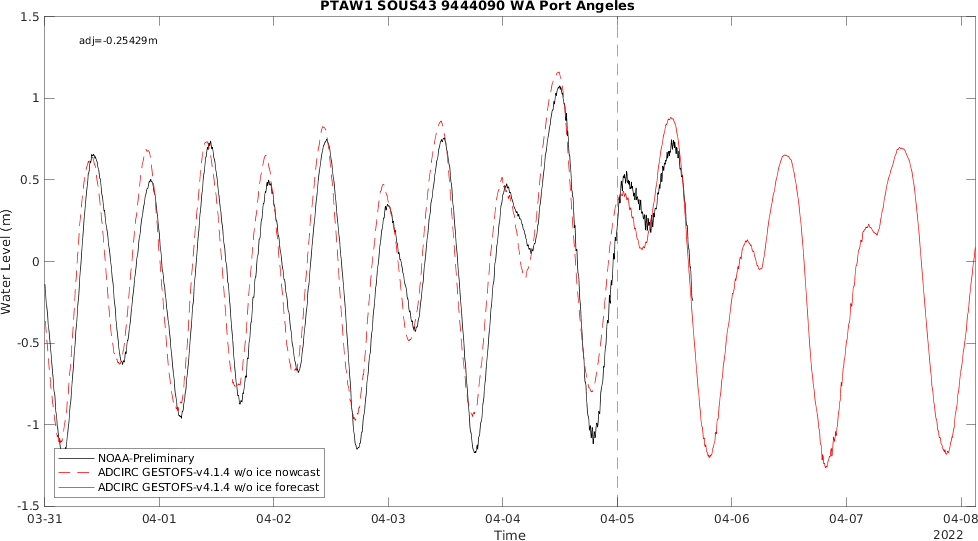 PTAW1 SOUS43 9444090 WA Port Angeles
adj=-0.25429m
1.5
1
0.5
0
-0.5
-1
-1.5
Water Level (m)
NOAA-Preliminary
ADCIRC GESTOFS-v4.1.4 w/o ice nowcast
ADCIRC GESTOFS-v4.1.4 w/o ice forecast
03-31 04-01 04-02 04-03 04-04 04-05 04-06 04-07 04-08
Time
2022